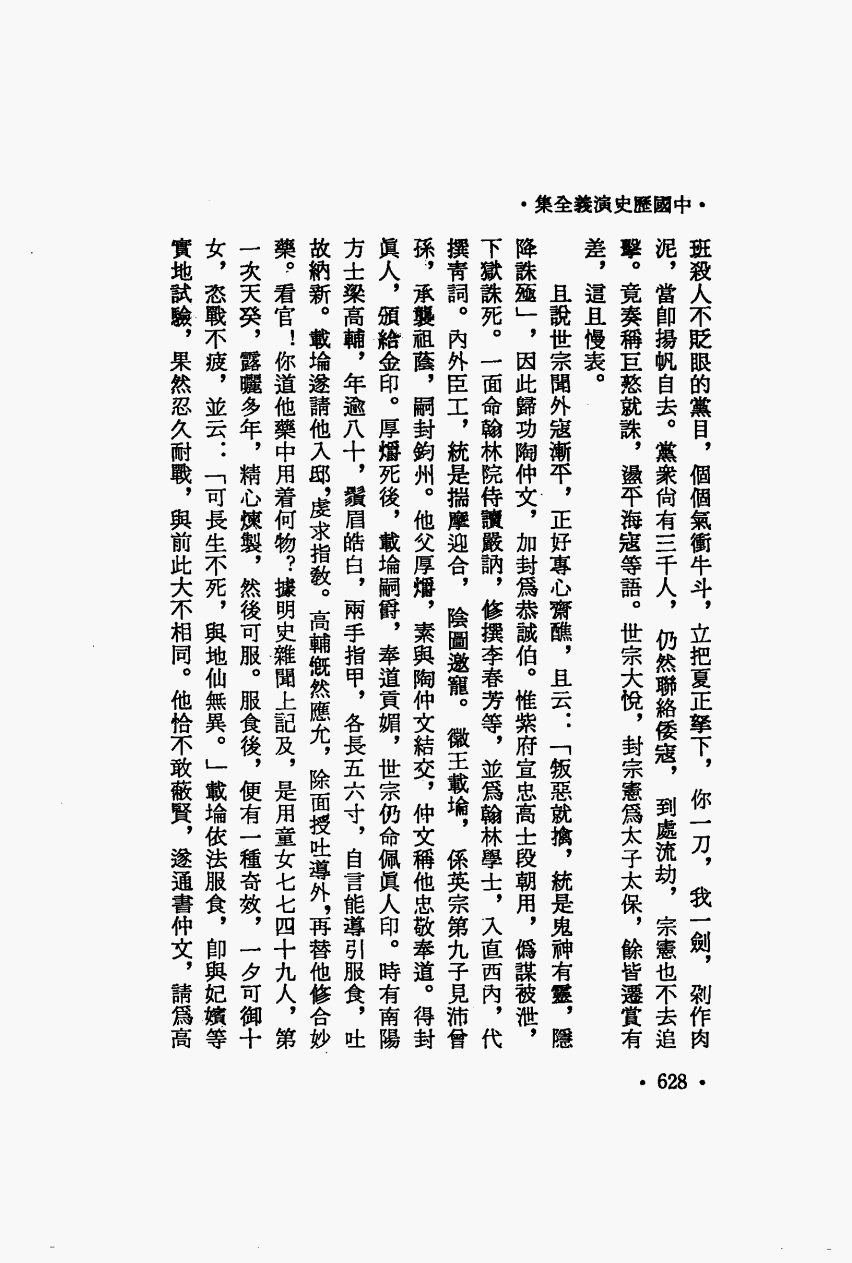 •中國歷史演義全集•
班殺人不貶眼的黨目，個個氣衝牛斗，立把夏正拏下，你一刀，我一劍，剁作肉
泥，當卽揚帆自去。黨衆尙有三千人，仍然聯絡倭寇，到處流劫，宗憲也不去追
擊。竟奏稱巨憝就誅，盪平海寇等語。世宗大悅，封宗憲爲太子太保，餘皆遷賞有
差，這且慢表。
且說世宗聞外寇漸平，正好專心齋醮，且云：「叛惡就擒，統是鬼神有靈，隱
降誅殛」，因此歸功陶仲文，加封爲恭誠伯。惟紫府宣忠高士段朝用，僞謀被泄，
下獄誅死。一面命翰林院侍讀嚴訥，修撰李春芳等，並爲翰林學士，入直西內，代
撰靑詞。內外臣工，統是揣摩迎合，陰圖邀寵。徽王載埨，係英宗第九子見沛曾
孫，承襲祖蔭，嗣封鈞州。他父厚爝，素與陶仲文結交，仲文稱他忠敬奉道。得封
眞人，頒給金印。厚爝死後，載埨嗣爵，奉道貢媚，世宗仍命佩眞人印。時有南陽
方士梁高輔，年逾八十，鬚眉皓白，兩手指甲，各長五六寸，自言能導引服食，吐
故納新。載埨遂請他入邸，虔求指敎。高輔慨然應允，除面授吐導外，再替他修合妙
藥。看官！你道他藥中用着何物？據明史雜聞上記及，是用童女七七四十九人，第
一次天癸，露曬多年，精心煉製，然後可服。服食後，便有一種奇效，一夕可御十
女，恣戰不疲，並云：「可長生不死，與地仙無異。」載埨依法服食，卽與妃嬪等
實地試驗，果然忍久耐戰，與前此大不相同。他恰不敢蔽賢，遂通書仲文，請爲高
•628•